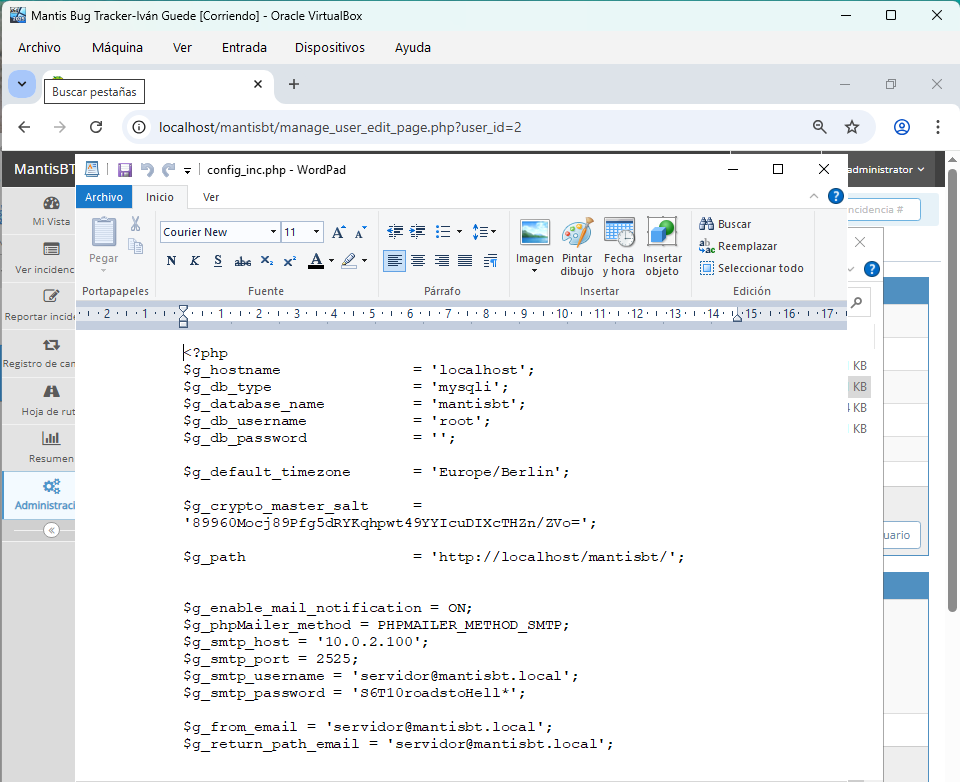 Mantis Bug Tracker-Iván Guede [Corriendo] - Oracle VirtualBox
Archivo Máquina Ver Entrada Dispositivos Ayuda
Buscar pestañas
localhost/mantisbt/manage_user_edit_page.php?user_id=2
MantisBT
administrator
config_inc.php - WordPad
Archivo Inicio Ver
Mi Vista
Ver incidenc
Reportar incide
Registro de cam
Hoja de rut
Resumen
Administraci
Pegar
Portapapeles
Courier New 11
N K S abc X₂ X² A
Fuente
Párrafo
Imagen
Pintar dibujo
Fecha y hora
Insertar objeto
Insertar
Buscar
Reemplazar
Seleccionar todo
Edición
ncidencia #
2 1 1 2 3 4 5 6 7 8 9 10 11 12 13 14 15 16 17
KB
KB
4 KB
KB
uario
<?php
$g_hostname = 'localhost';
$g_db_type = 'mysqli';
$g_database_name = 'mantisbt';
$g_db_username = 'root';
$g_db_password = '';
$g_default_timezone = 'Europe/Berlin';
$g_crypto_master_salt =
'89960Mocj89Pfg5dRYKqhpwt49YYIcuDIXcTHZn/ZVo=';
$g_path = 'http://localhost/mantisbt/';
$g_enable_mail_notification = ON;
$g_phpMailer_method = PHPMAILER_METHOD_SMTP;
$g_smtp_host = '10.0.2.100';
$g_smtp_port = 2525;
$g_smtp_username = 'servidor@mantisbt.local';
$g_smtp_password = 'S6T10roadstoHell*';
$g_from_email = 'servidor@mantisbt.local';
$g_return_path_email = 'servidor@mantisbt.local';